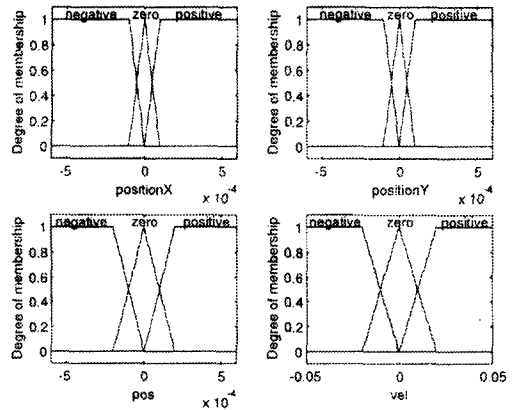 negative zero positive
1
0.8
0.6
0.4
0.2
0
Degree of membership
-5 0 5
positionX
x 10^-4
negative zero positive
1
0.8
0.6
0.4
0.2
0
Degree of membership
-5 0 5
positionY
x 10^-4
negative zero positive
1
0.8
0.6
0.4
0.2
0
Degree of membership
-5 0 5
pos
x 10^-4
negative zero positive
1
0.8
0.6
0.4
0.2
0
Degree of membership
-0.05 0 0.05
vel